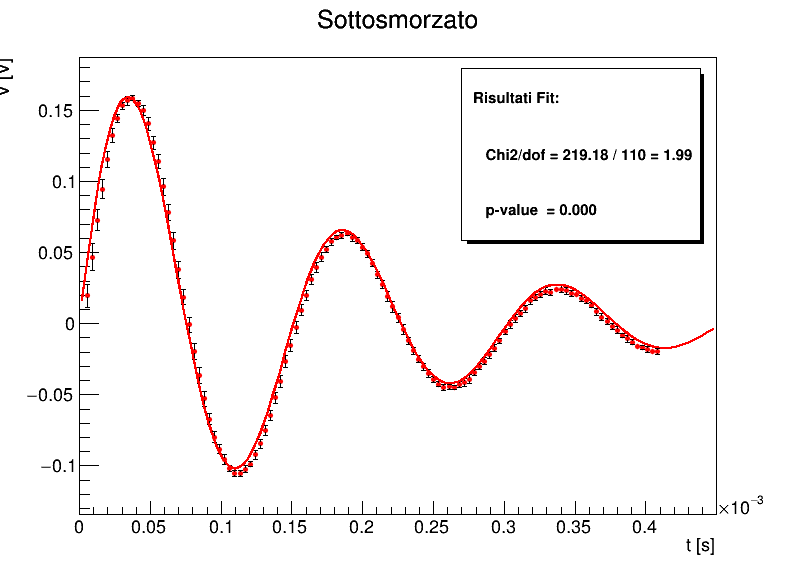 Sottosmorzato
V [V]
Risultati Fit:
Chi2/dof = 219.18 / 110 = 1.99
p-value = 0.000
0.15
0.1
0.05
0
−0.05
−0.1
0 0.05 0.1 0.15 0.2 0.25 0.3 0.35 0.4
×10⁻³
t [s]